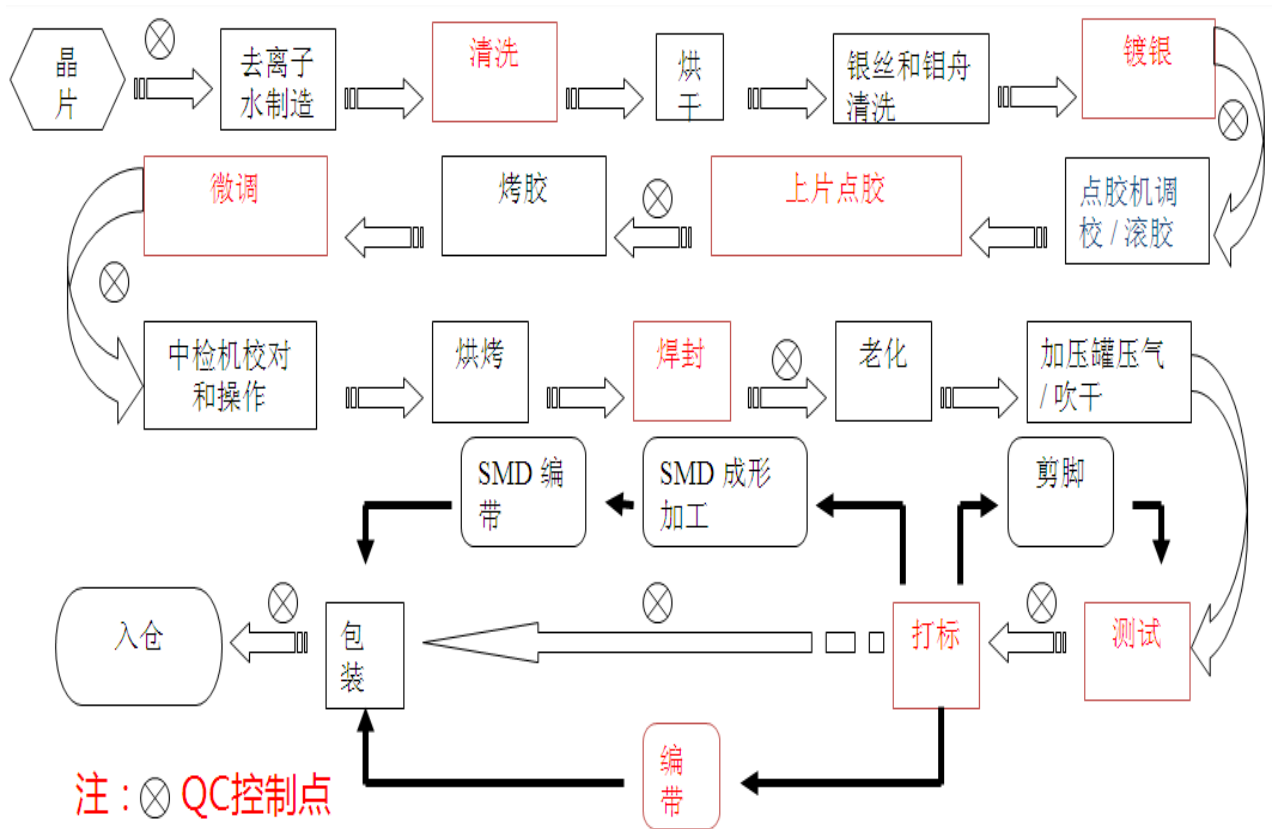 晶
片
去离子
水制造
清洗
烘
干
银丝和钼舟
清洗
镀银
微调
烤胶
上片点胶
点胶机调
校 / 滚胶
中检机校对
和操作
烘烤
焊封
老化
加压罐压气
/ 吹干
SMD 编
带
SMD 成形
加工
剪脚
入仓
包
装
打标
测试
编
带
注：⊗ QC控制点